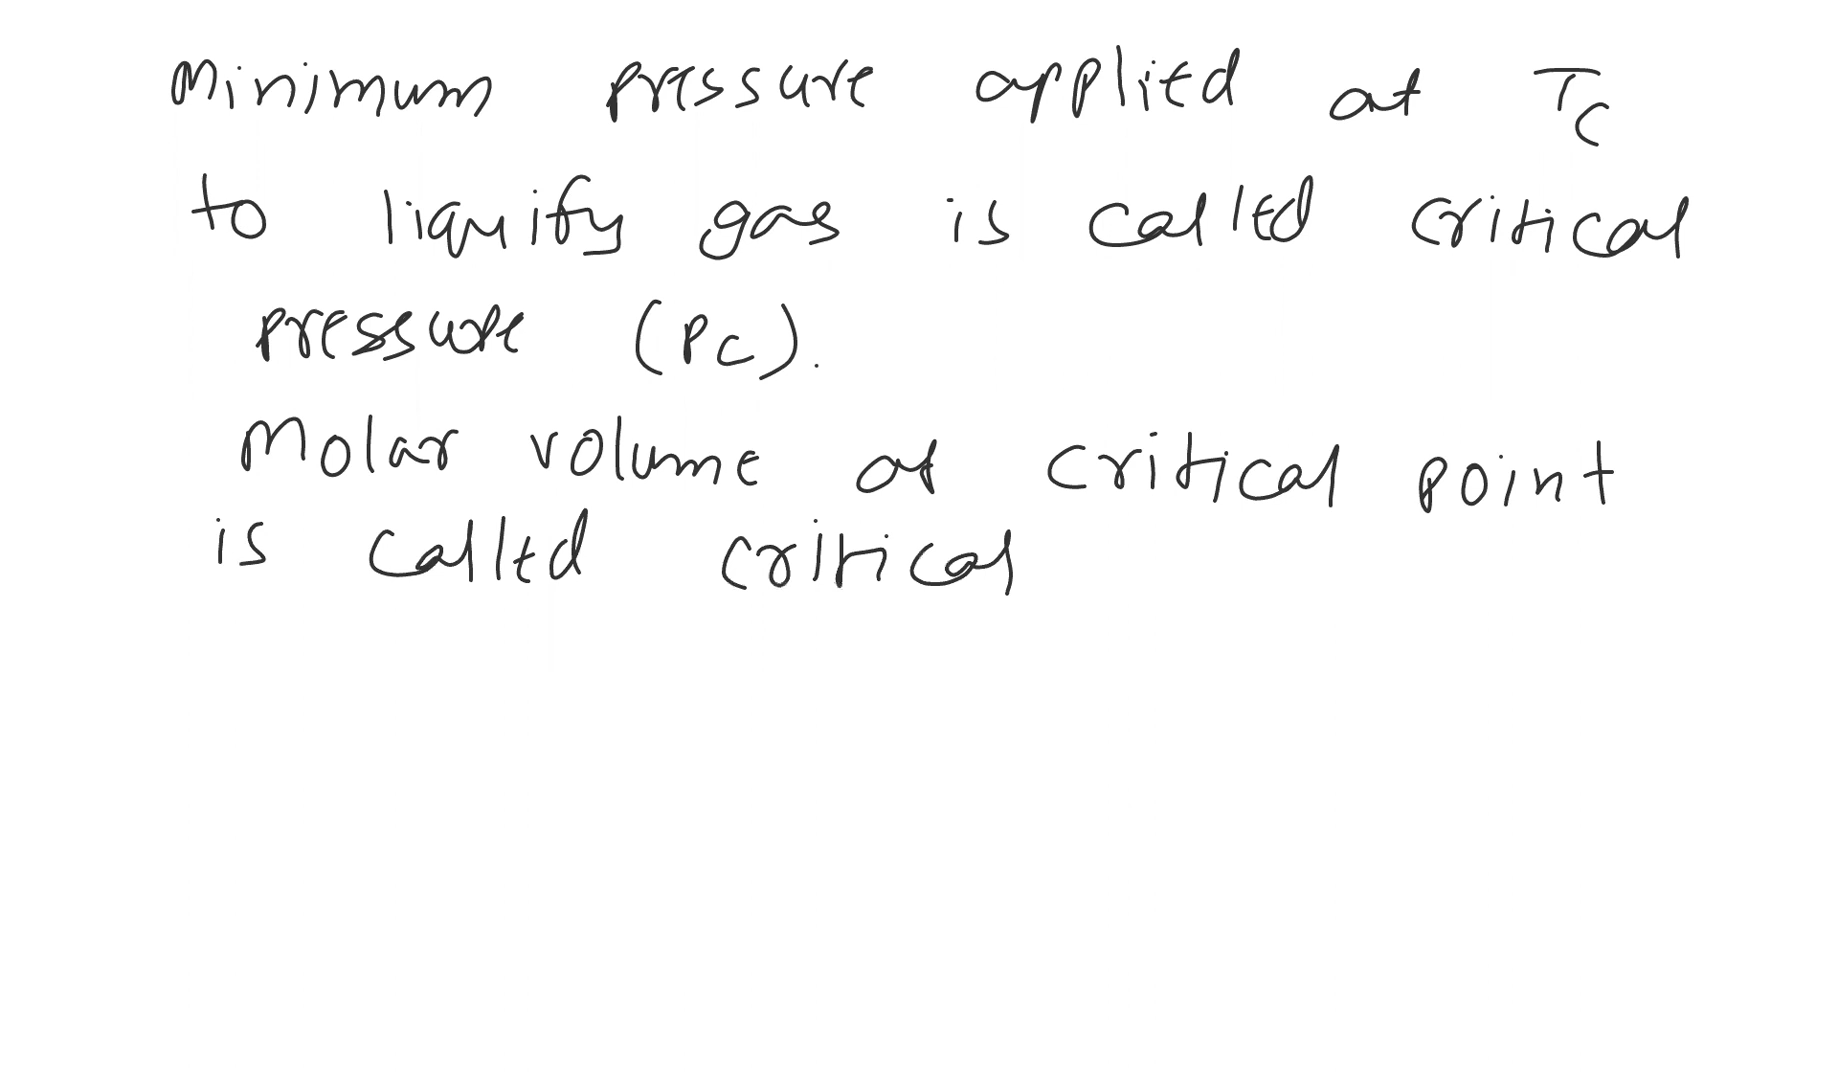 Minimum pressure applied at Tc
to liquify gas is called critical
pressure (Pc).
Molar volume at critical point
is called critical